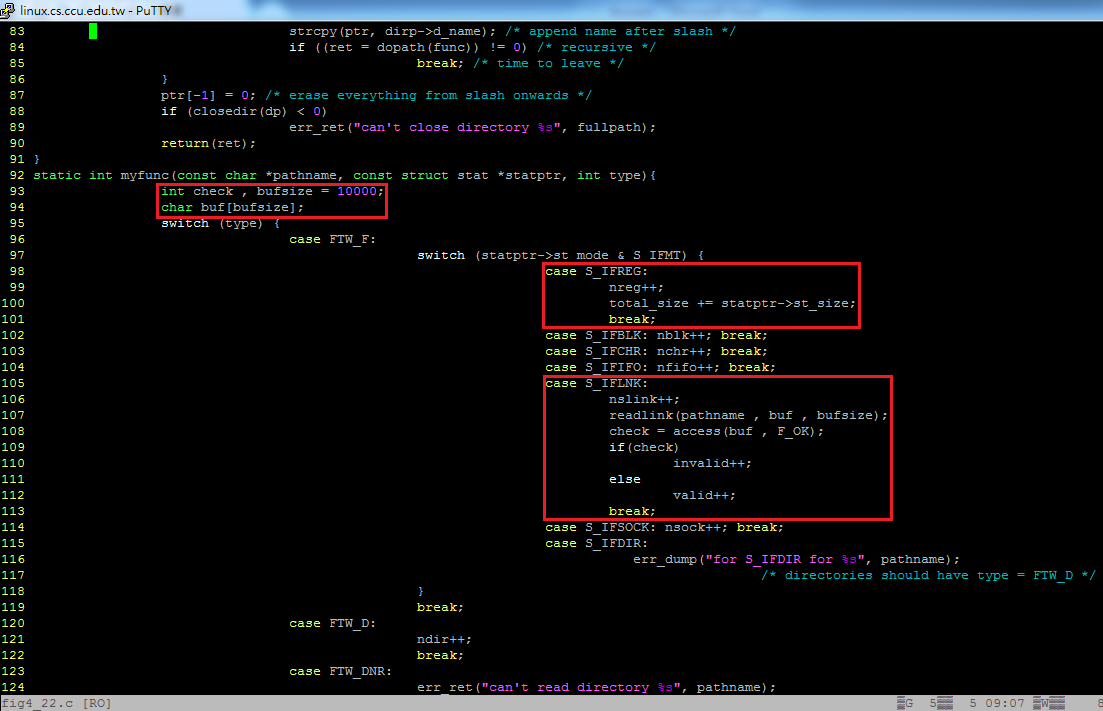 linux.cs.ccu.edu.tw - PuTTY
83 strcpy(ptr, dirp->d_name); /* append name after slash */
84 if ((ret = dopath(func)) != 0) /* recursive */
85 break; /* time to leave */
86 }
87 ptr[-1] = 0; /* erase everything from slash onwards */
88 if (closedir(dp) < 0)
89 err_ret("can't close directory %s", fullpath);
90 return(ret);
91 }
92 static int myfunc(const char *pathname, const struct stat *statptr, int type){
93 int check , bufsize = 10000;
94 char buf[bufsize];
95 switch (type) {
96 case FTW_F:
97 switch (statptr->st_mode & S_IFMT) {
98 case S_IFREG:
99 nreg++;
100 total_size += statptr->st_size;
101 break;
102 case S_IFBLK: nblk++; break;
103 case S_IFCHR: nchr++; break;
104 case S_IFIFO: nfifo++; break;
105 case S_IFLNK:
106 nslink++;
107 readlink(pathname , buf , bufsize);
108 check = access(buf , F_OK);
109 if(check)
110 invalid++;
111 else
112 valid++;
113 break;
114 case S_IFSOCK: nsock++; break;
115 case S_IFDIR:
116 err_dump("for S_IFDIR for %s", pathname);
117 /* directories should have type = FTW_D */
118 }
119 break;
120 case FTW_D:
121 ndir++;
122 break;
123 case FTW_DNR:
124 err_ret("can't read directory %s", pathname);
fig4_22.c [RO] G 5 5 09:07 W 8